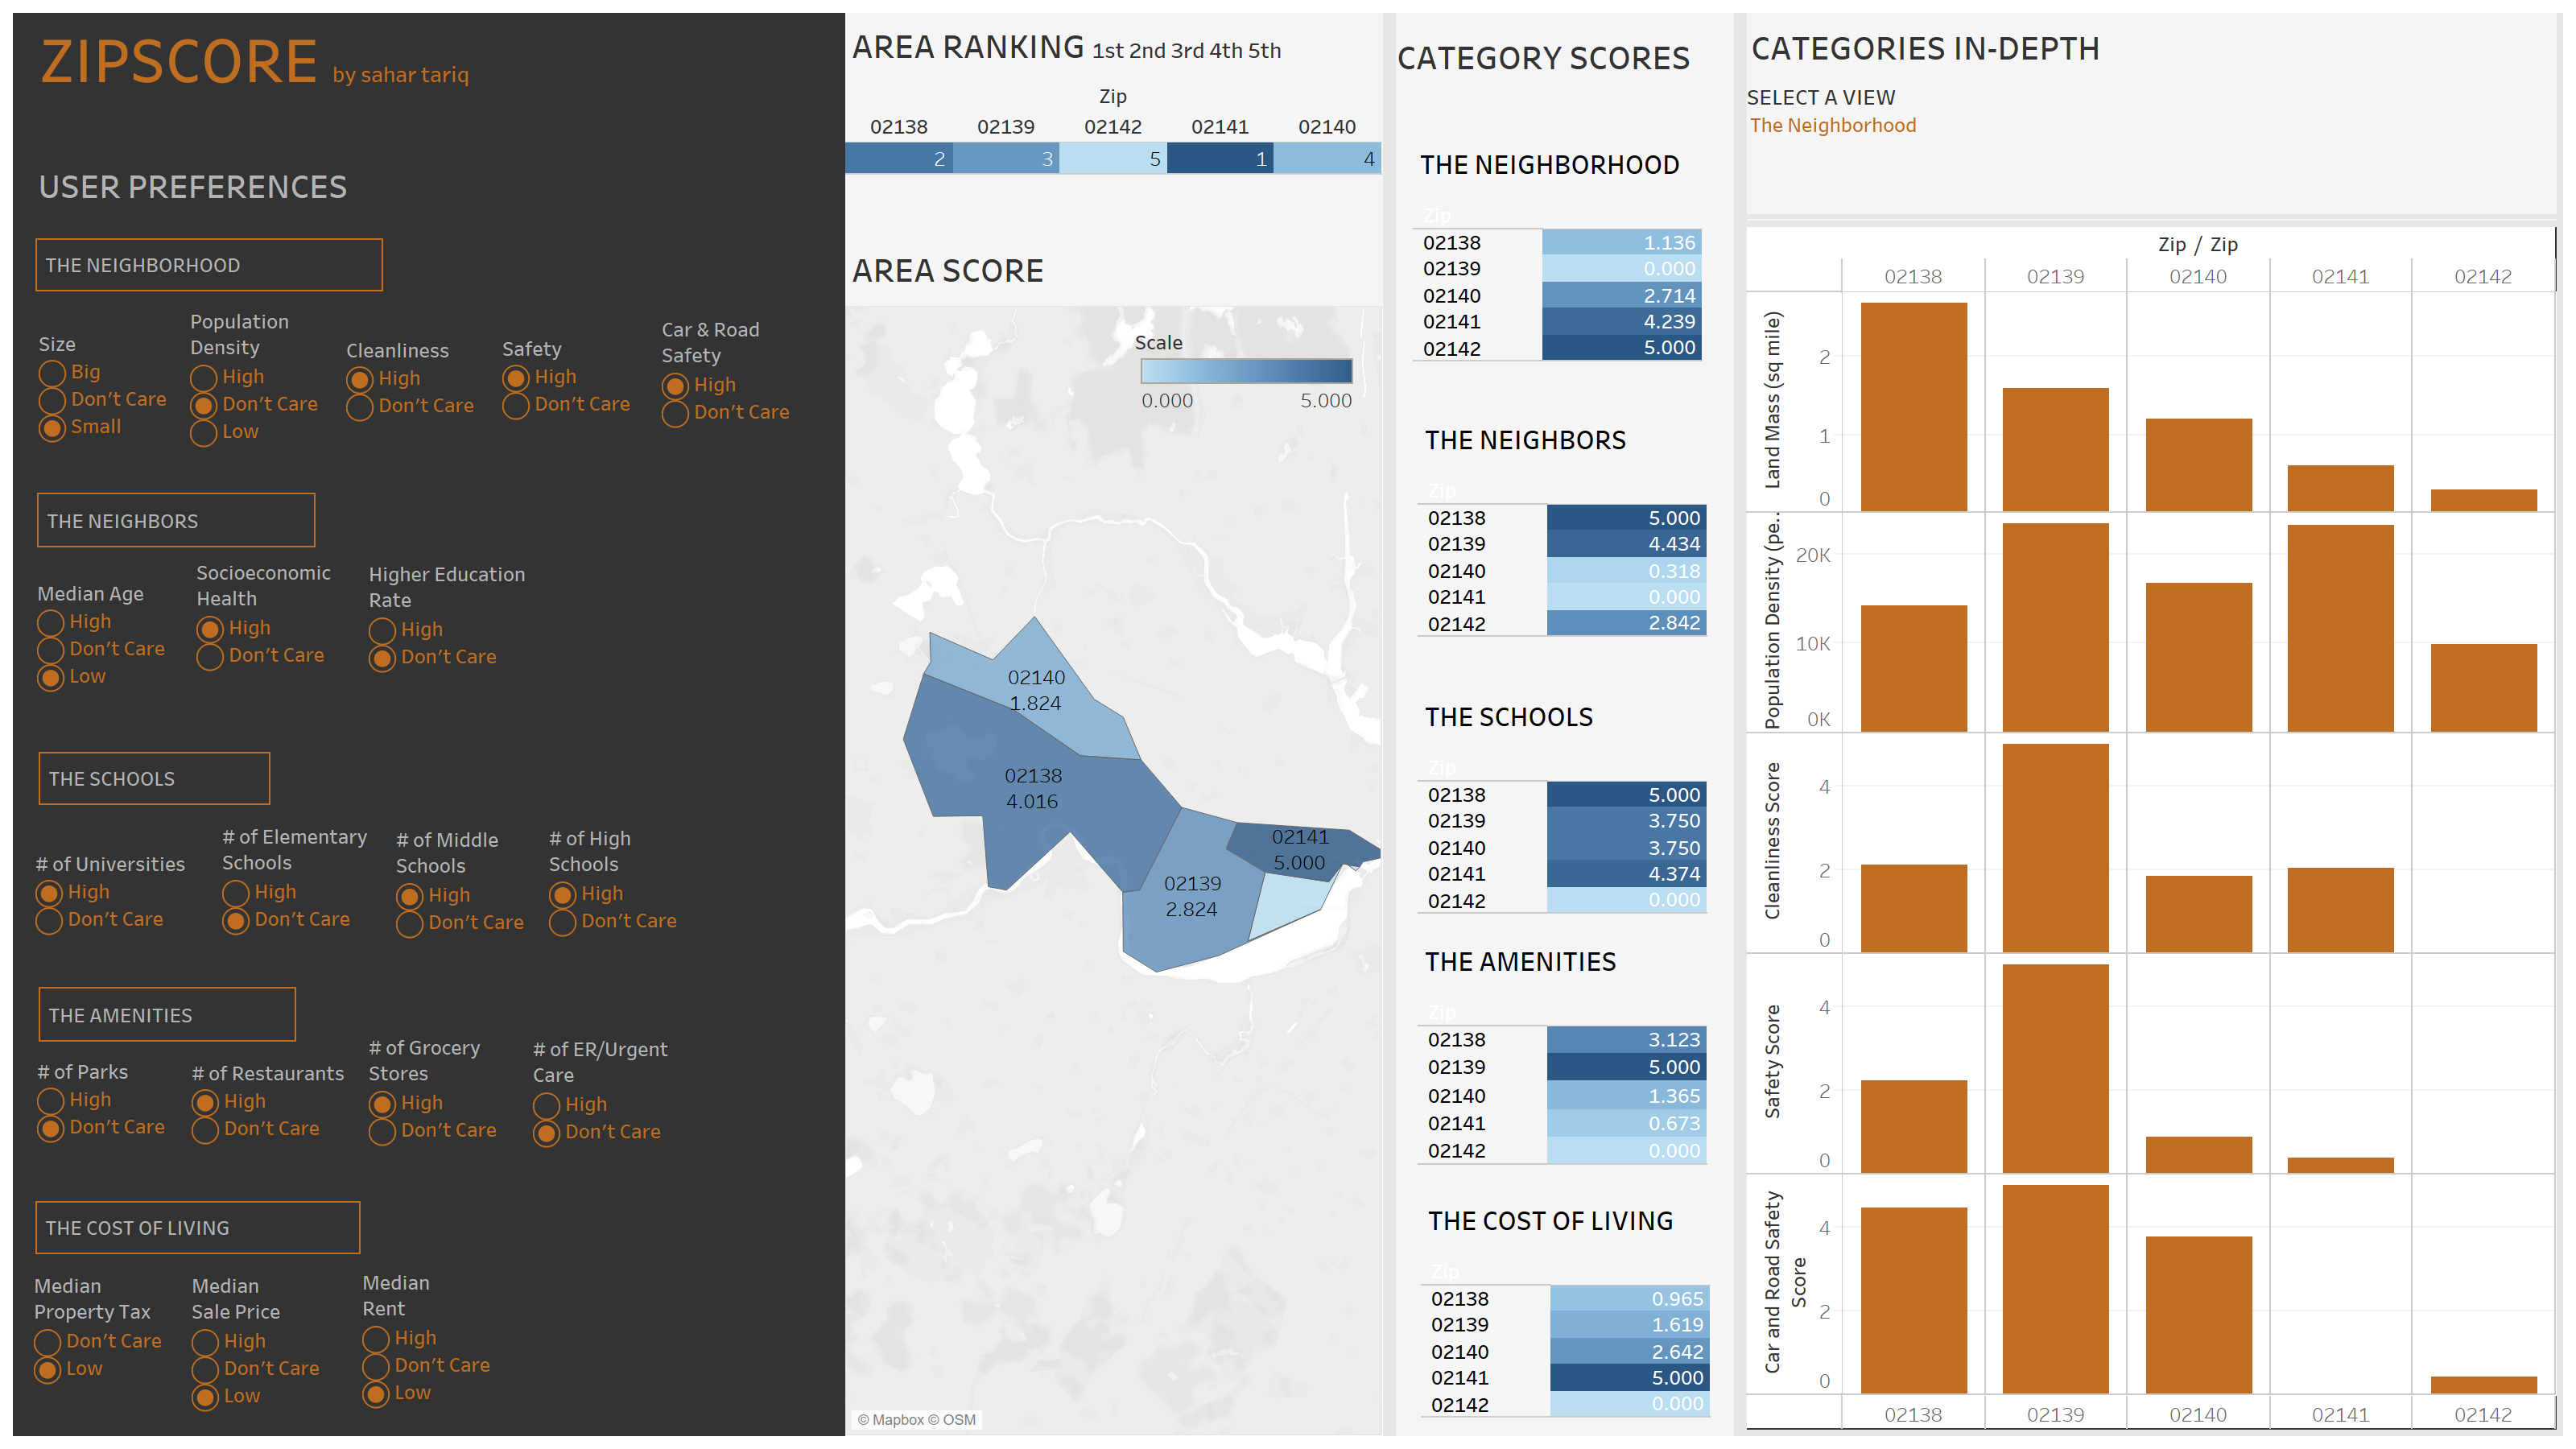 ZIPSCORE by sahar tariq
USER PREFERENCES
THE NEIGHBORHOOD
Size
Big
Don't Care
Small
Population
Density
High
Don't Care
Low
Cleanliness
High
Don't Care
Safety
High
Don't Care
Car & Road
Safety
High
Don't Care
THE NEIGHBORS
Median Age
High
Don't Care
Low
Socioeconomic
Health
High
Don't Care
Higher Education
Rate
High
Don't Care
THE SCHOOLS
# of Universities
High
Don't Care
# of Elementary
Schools
High
Don't Care
# of Middle
Schools
High
Don't Care
# of High
Schools
High
Don't Care
THE AMENITIES
# of Parks
High
Don't Care
# of Restaurants
High
Don't Care
# of Grocery
Stores
High
Don't Care
# of ER/Urgent
Care
High
Don't Care
THE COST OF LIVING
Median
Property Tax
Don't Care
Low
Median
Sale Price
High
Don't Care
Low
Median
Rent
High
Don't Care
Low
AREA RANKING 1st 2nd 3rd 4th 5th
Zip
02138 02139 02142 02141 02140
2 3 5 1 4
AREA SCORE
Scale
0.000 5.000
02140
1.824
02138
4.016
02141
5.000
02139
2.824
© Mapbox © OSM
CATEGORY SCORES
THE NEIGHBORHOOD
Zip
02138 1.136
02139 0.000
02140 2.714
02141 4.239
02142 5.000
THE NEIGHBORS
Zip
02138 5.000
02139 4.434
02140 0.318
02141 0.000
02142 2.842
THE SCHOOLS
Zip
02138 5.000
02139 3.750
02140 3.750
02141 4.374
02142 0.000
THE AMENITIES
Zip
02138 3.123
02139 5.000
02140 1.365
02141 0.673
02142 0.000
THE COST OF LIVING
Zip
02138 0.965
02139 1.619
02140 2.642
02141 5.000
02142 0.000
CATEGORIES IN-DEPTH
SELECT A VIEW
The Neighborhood
Zip / Zip
02138 02139 02140 02141 02142
Land Mass (sq mile)
2
1
0
Population Density (pe..
20K
10K
0K
Cleanliness Score
4
2
0
Safety Score
4
2
0
Car and Road Safety
Score
4
2
0
02138 02139 02140 02141 02142